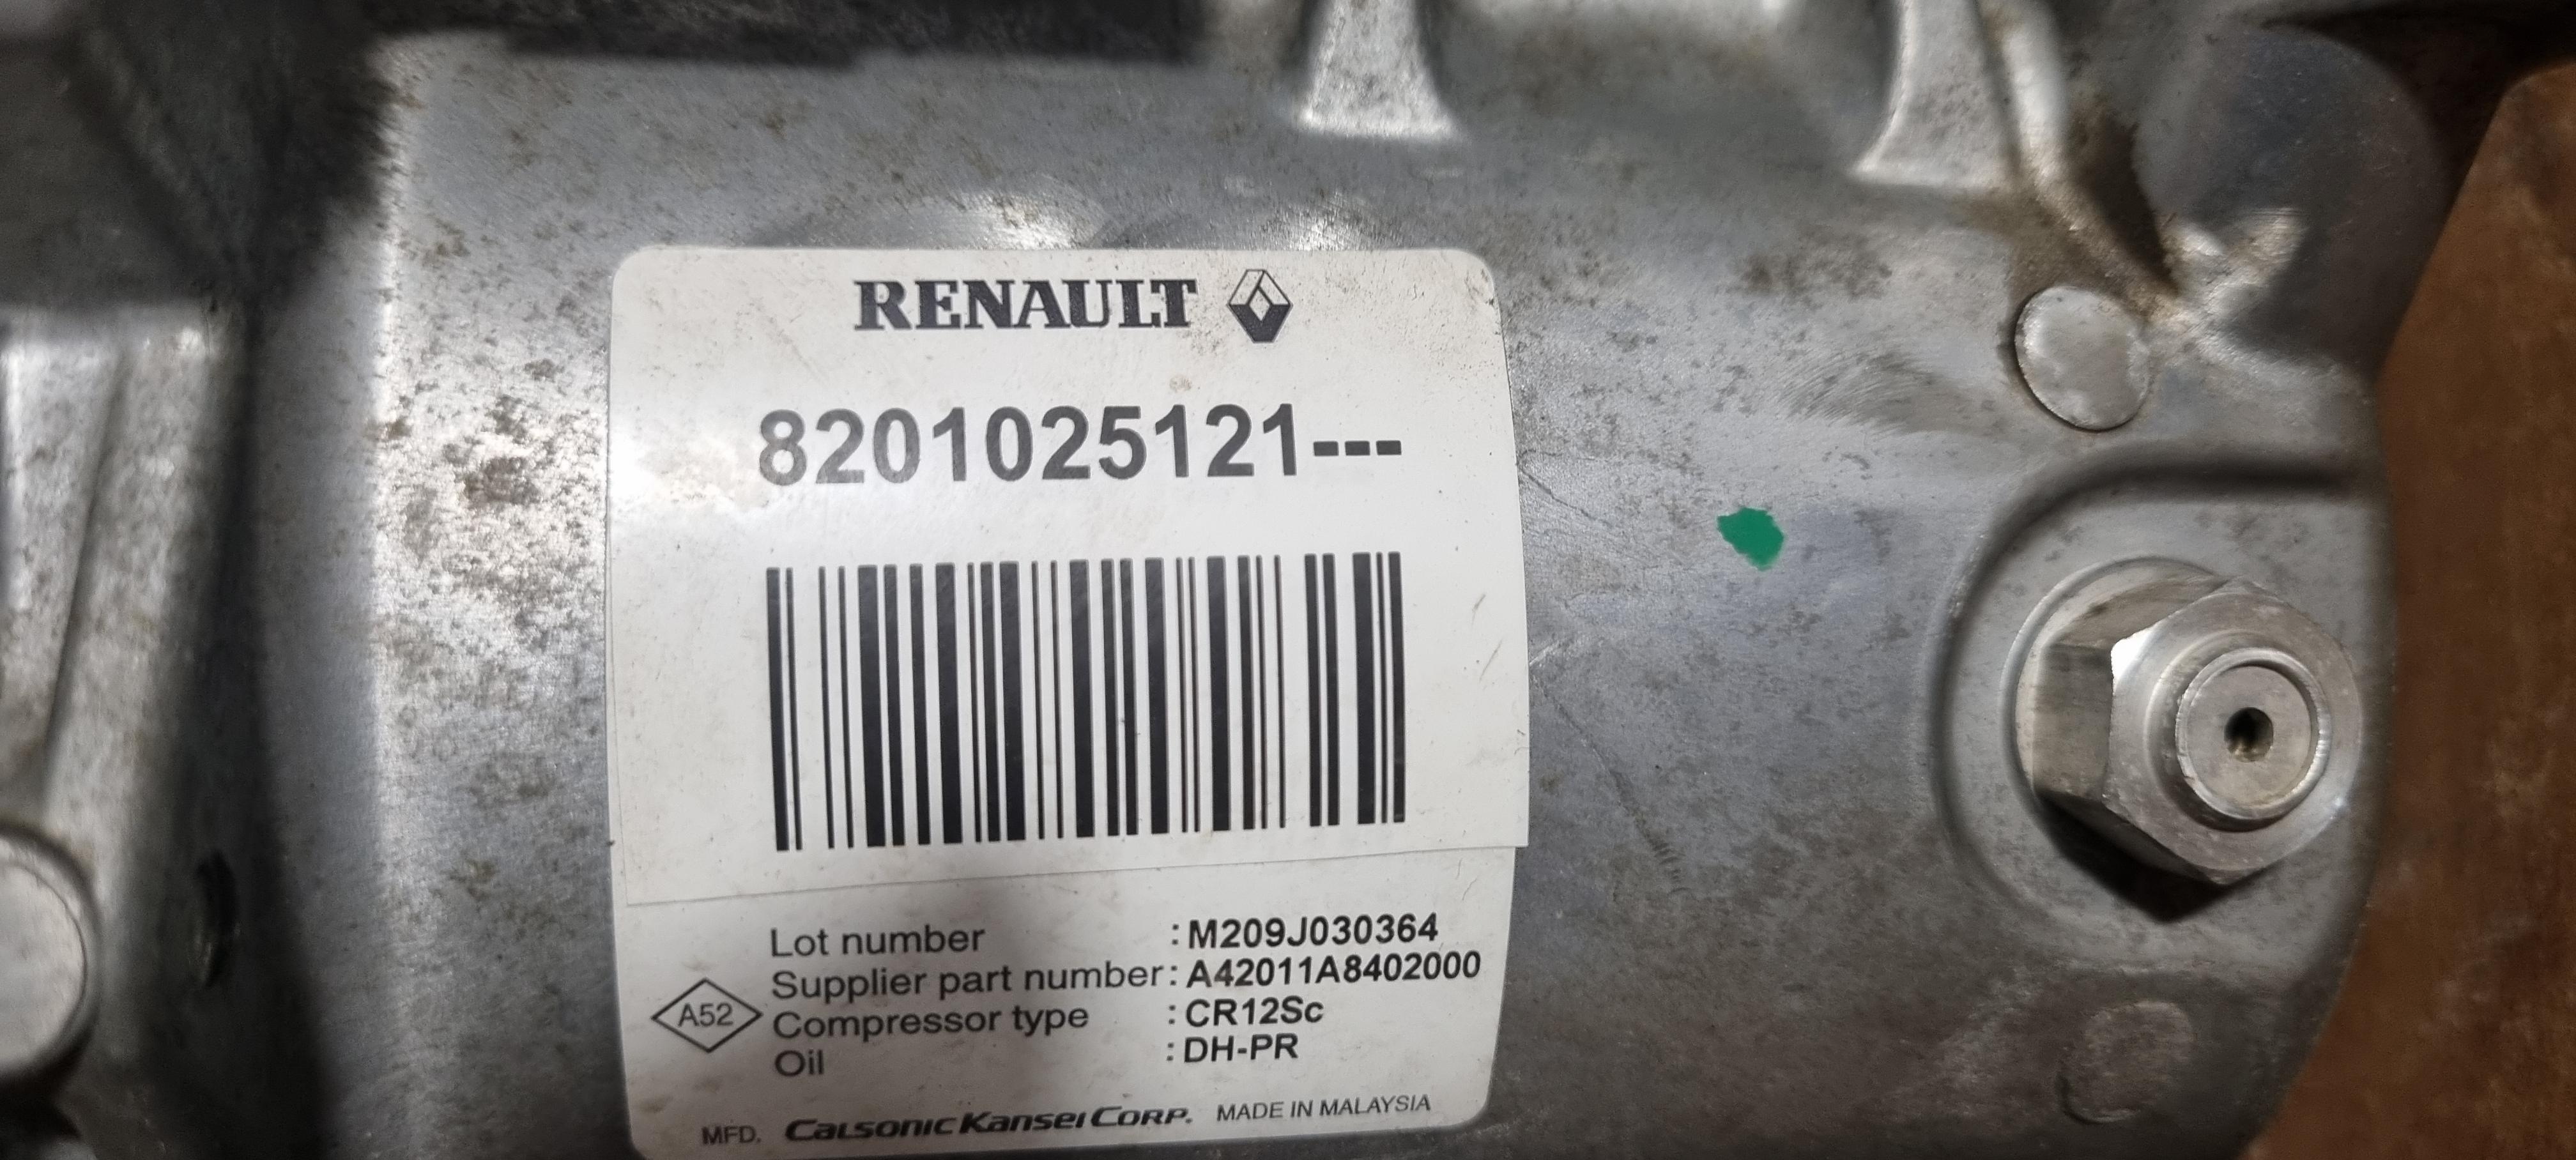 RENAULT
8201025121---
Lot number : M209J030364
Supplier part number : A42011A8402000
A52
Compressor type : CR12Sc
Oil : DH-PR
MFD. CALSONIC KANSEI CORP. MADE IN MALAYSIA